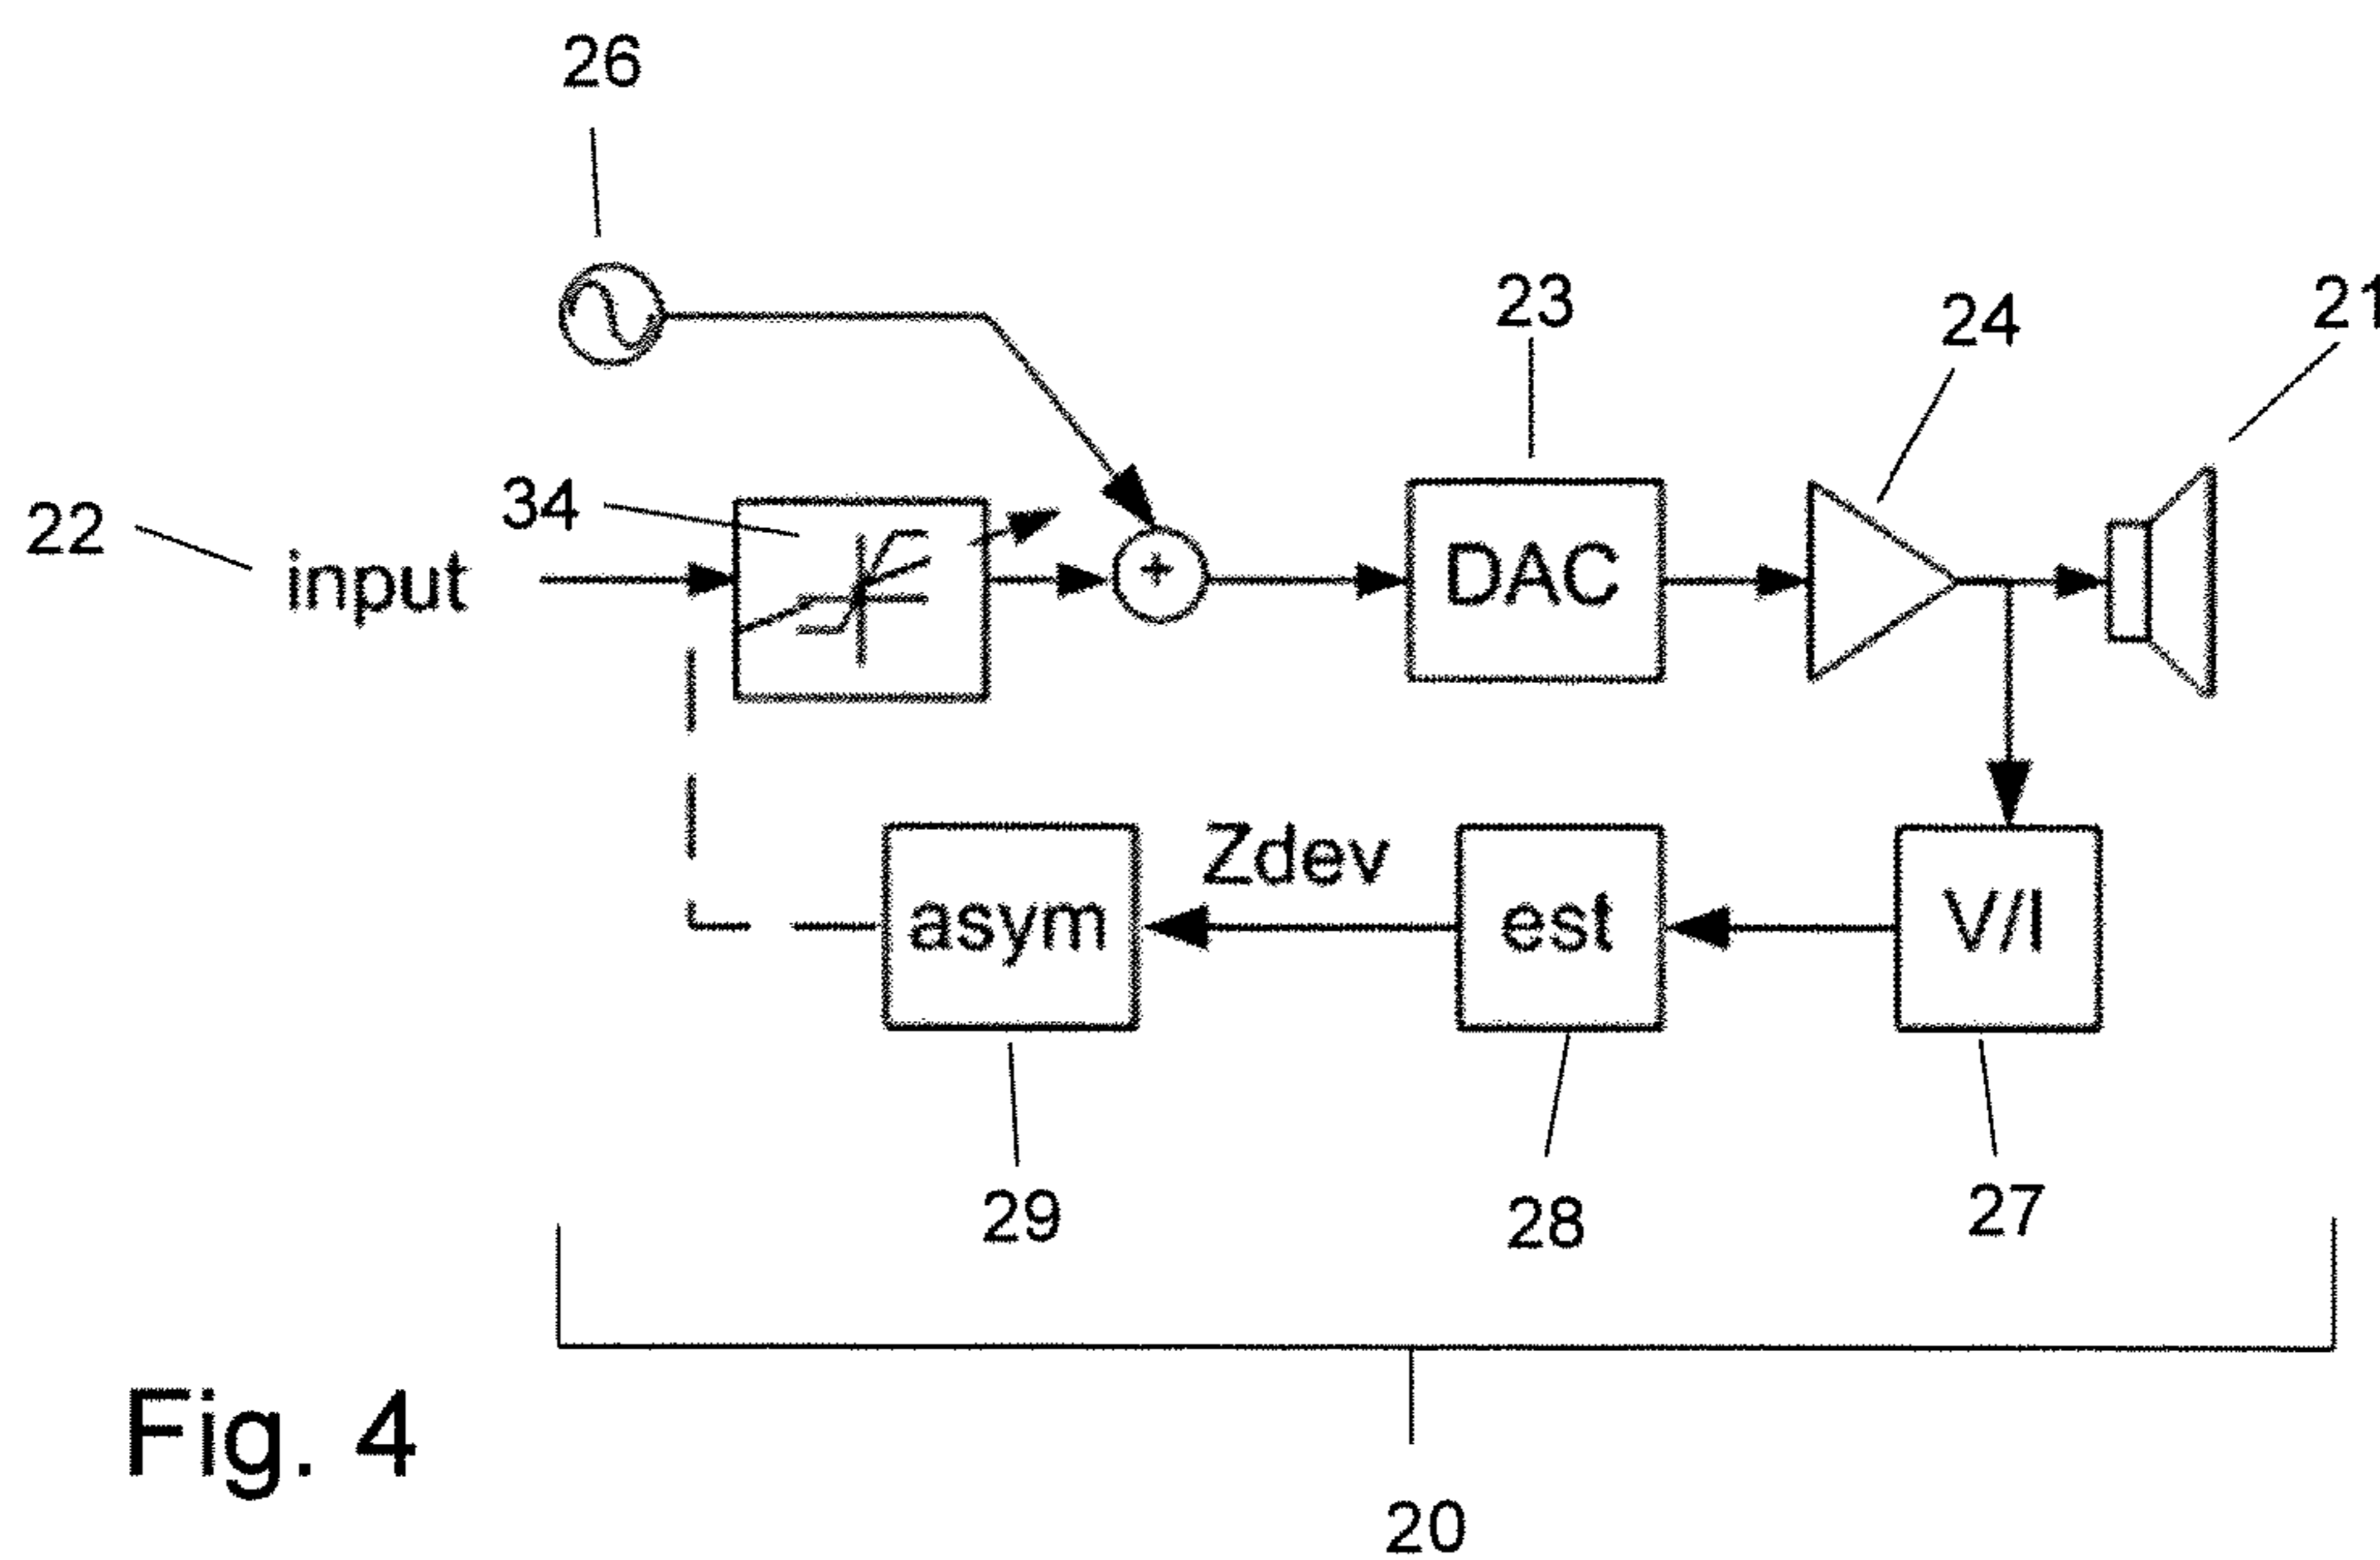 26
23
24
21
34
22
input
+
DAC
Zdev
asym
est
V/I
29
28
27
Fig. 4
20